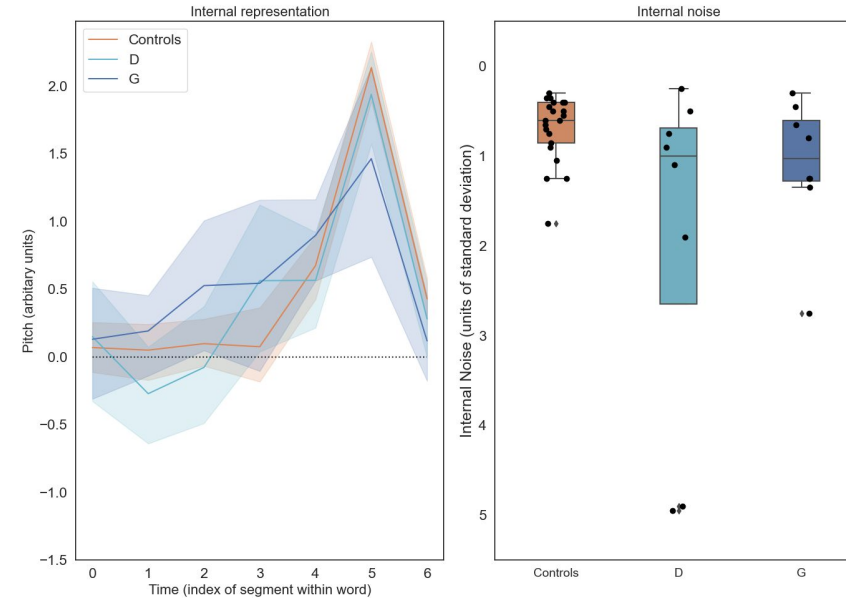 Internal representation
Controls
D
G
2.0
1.5
1.0
0.5
0.0
−0.5
−1.0
−1.5
Pitch (arbitary units)
0 1 2 3 4 5 6
Time (index of segment within word)
Internal noise
0
1
2
3
4
5
Internal Noise (units of standard deviation)
Controls D G